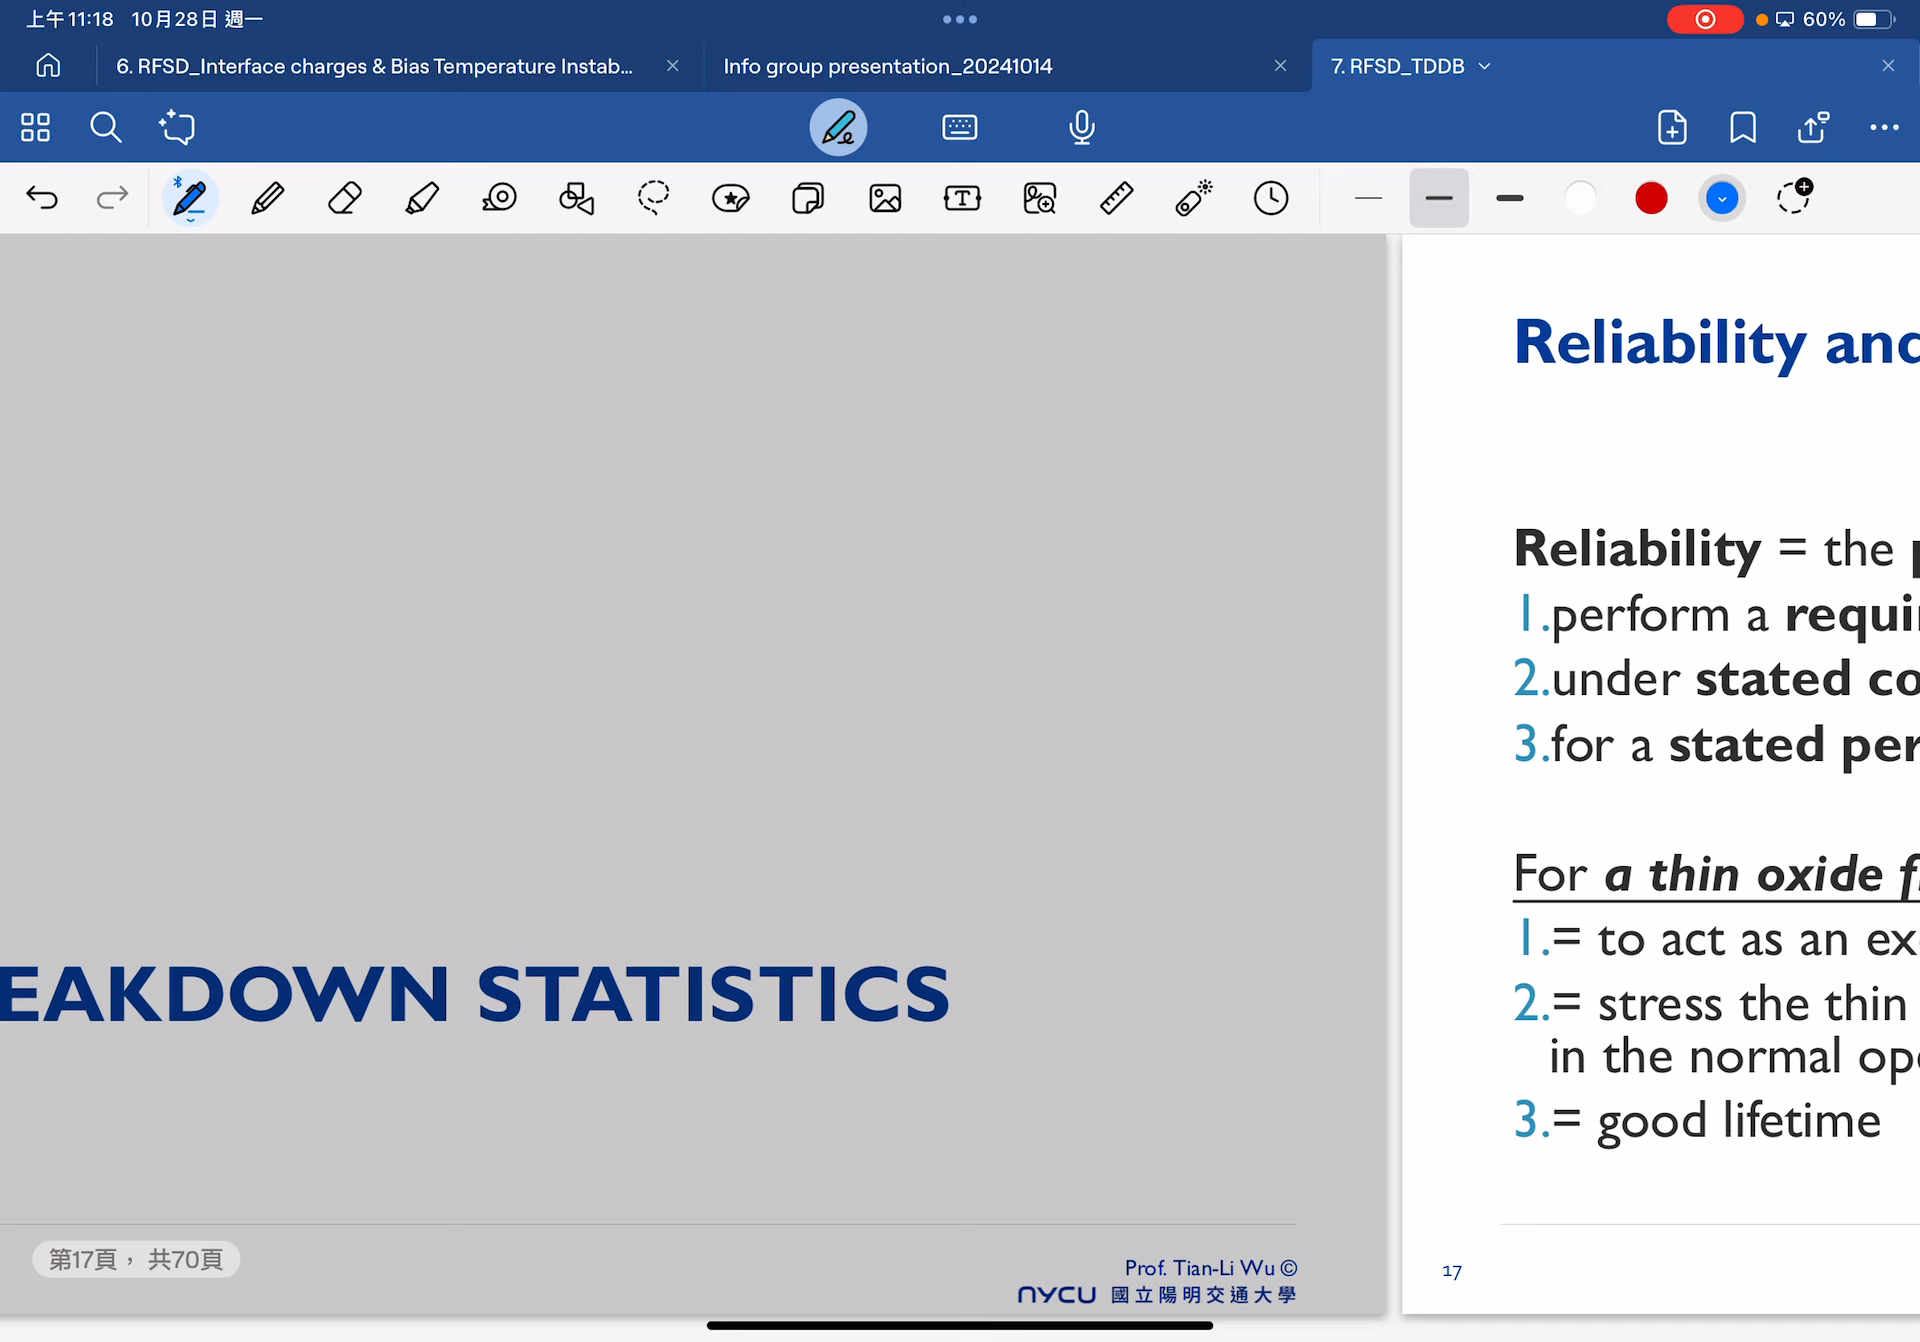 上午11:18 10月28日 週一
60%
6. RFSD_Interface charges & Bias Temperature Instab...
Info group presentation_20241014
7. RFSD_TDDB
EAKDOWN STATISTICS
第17頁， 共70頁
Prof. Tian-Li Wu ©
NYCU 國立陽明交通大學
Reliability and
Reliability = the
1.perform a requi
2.under stated co
3.for a stated per
For a thin oxide f
1.= to act as an ex
2.= stress the thin
in the normal op
3.= good lifetime
17